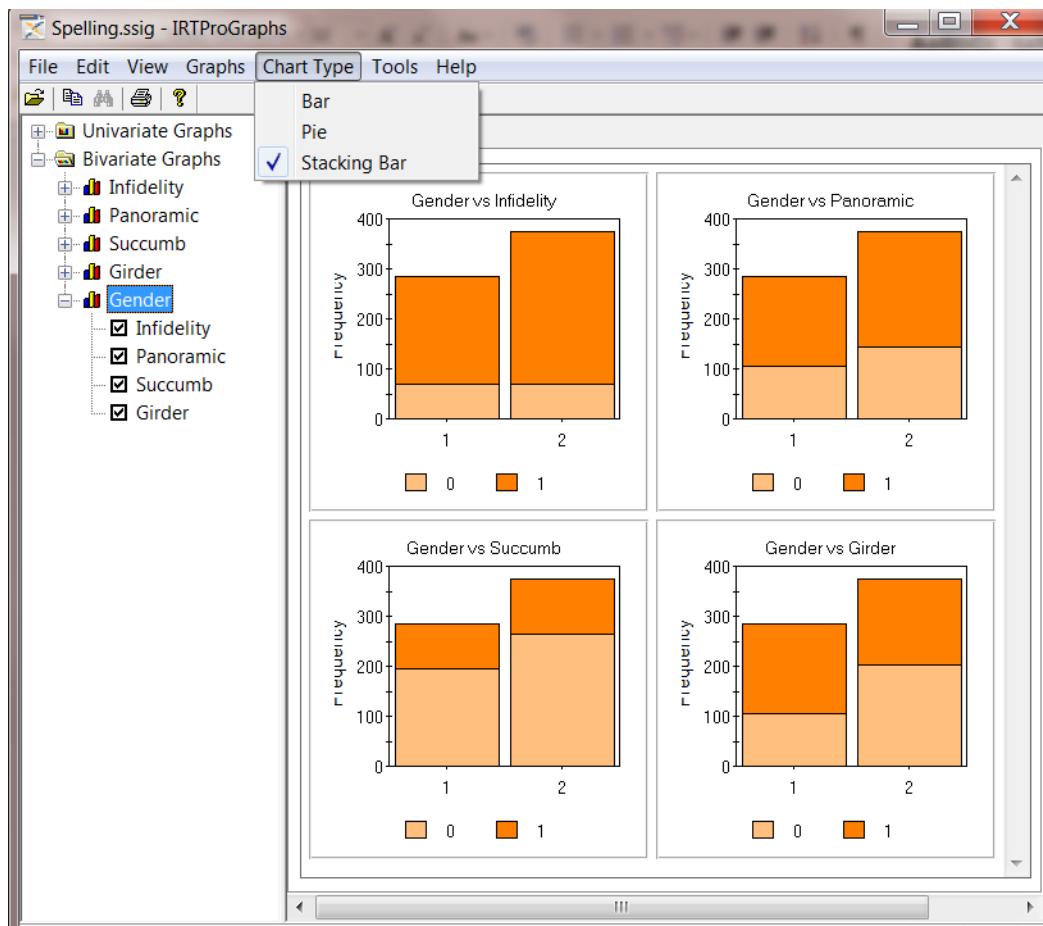 Spelling.ssig - IRTProGraphs
File Edit View Graphs Chart Type Tools Help
Bar
Pie
Stacking Bar
Univariate Graphs
Bivariate Graphs
Infidelity
Panoramic
Succumb
Girder
Gender
Infidelity
Panoramic
Succumb
Girder
Gender vs Infidelity
Frequency
400
300
200
100
0
1 2
0 1
Gender vs Panoramic
Frequency
400
300
200
100
0
1 2
0 1
Gender vs Succumb
Frequency
400
300
200
100
0
1 2
0 1
Gender vs Girder
Frequency
400
300
200
100
0
1 2
0 1